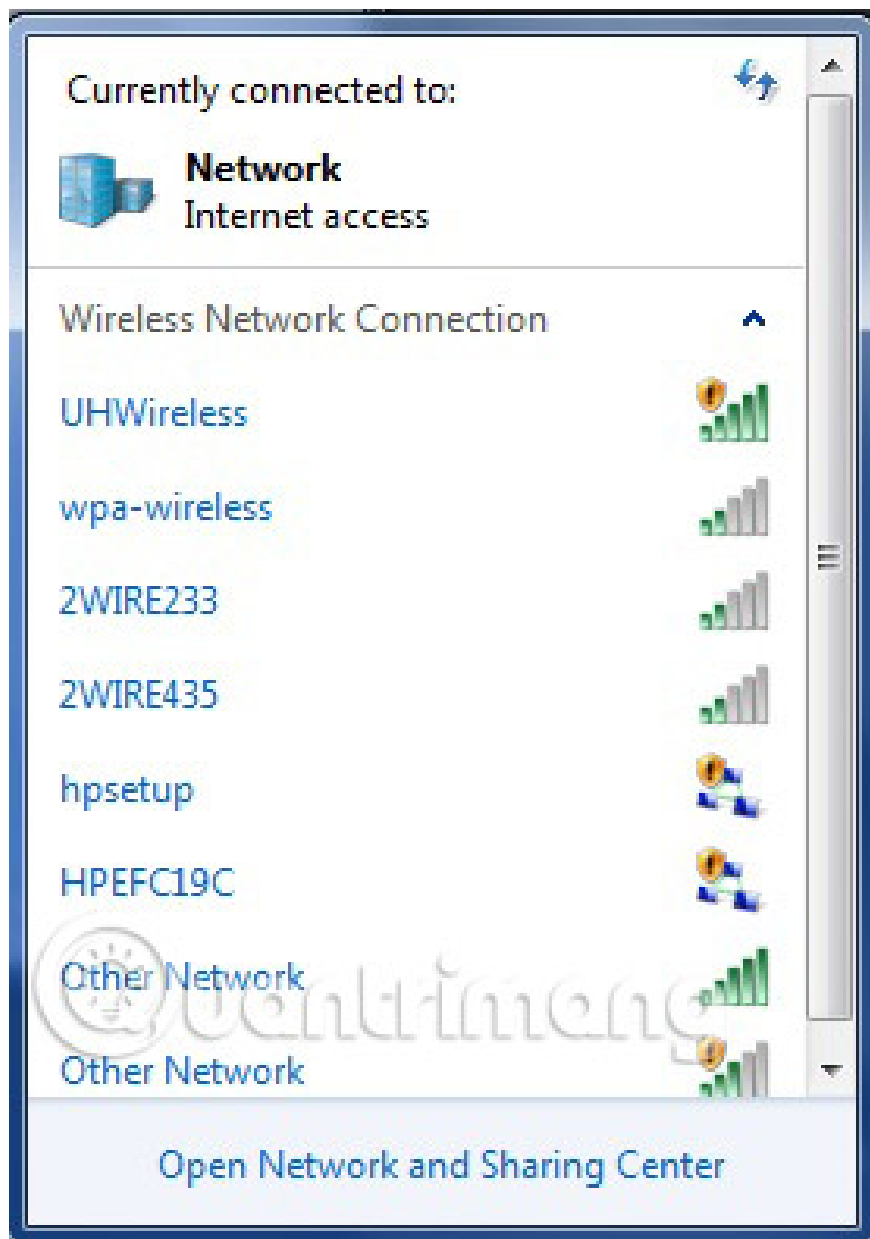 Currently connected to:
Network
Internet access
Wireless Network Connection
UHWireless
wpa-wireless
2WIRE233
2WIRE435
hpsetup
HPEFC19C
Other Network
Quantrimang
Other Network
Open Network and Sharing Center